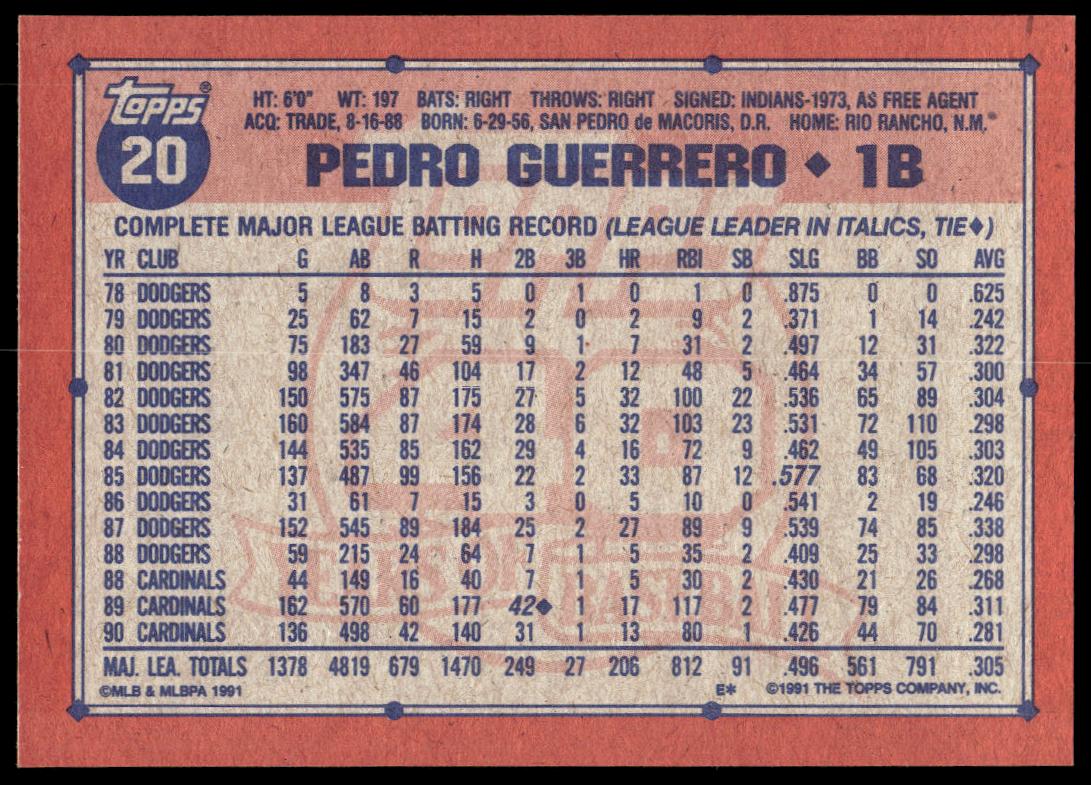 TOPPS®
20
HT: 6'0" WT: 197 BATS: RIGHT THROWS: RIGHT SIGNED: INDIANS-1973, AS FREE AGENT
ACQ: TRADE, 8-16-88 BORN: 6-29-56, SAN PEDRO de MACORIS, D.R. HOME: RIO RANCHO, N.M.
PEDRO GUERRERO ◆ 1B
COMPLETE MAJOR LEAGUE BATTING RECORD (LEAGUE LEADER IN ITALICS, TIE◆)
YR CLUB G AB R H 2B 3B HR RBI SB SLG BB SO AVG
78 DODGERS 5 8 3 5 0 1 0 1 0 .875 0 0 .625
79 DODGERS 25 62 7 15 2 0 2 9 2 .371 1 14 .242
80 DODGERS 75 183 27 59 9 1 7 31 2 .497 12 31 .322
81 DODGERS 98 347 46 104 17 2 12 48 5 .464 34 57 .300
82 DODGERS 150 575 87 175 27 5 32 100 22 .536 65 89 .304
83 DODGERS 160 584 87 174 28 6 32 103 23 .531 72 110 .298
84 DODGERS 144 535 85 162 29 4 16 72 9 .462 49 105 .303
85 DODGERS 137 487 99 156 22 2 33 87 12 .577 83 68 .320
86 DODGERS 31 61 7 15 3 0 5 10 0 .541 2 19 .246
87 DODGERS 152 545 89 184 25 2 27 89 9 .539 74 85 .338
88 DODGERS 59 215 24 64 7 1 5 35 2 .409 25 33 .298
88 CARDINALS 44 149 16 40 7 1 5 30 2 .430 21 26 .268
89 CARDINALS 162 570 60 177 42◆ 1 17 117 2 .477 79 84 .311
90 CARDINALS 136 498 42 140 31 1 13 80 1 .426 44 70 .281
MAJ. LEA. TOTALS 1378 4819 679 1470 249 27 206 812 91 .496 561 791 .305
©MLB & MLBPA 1991 E* ©1991 THE TOPPS COMPANY, INC.